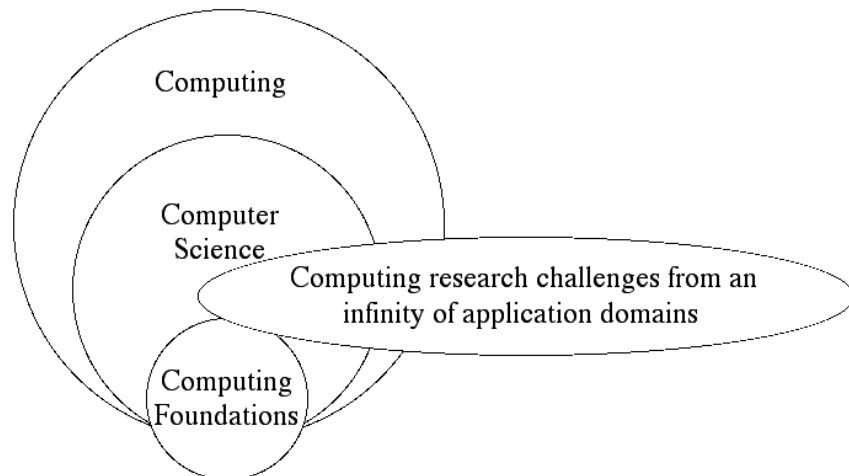 Computing
Computer
Science
Computing research challenges from an
infinity of application domains
Computing
Foundations